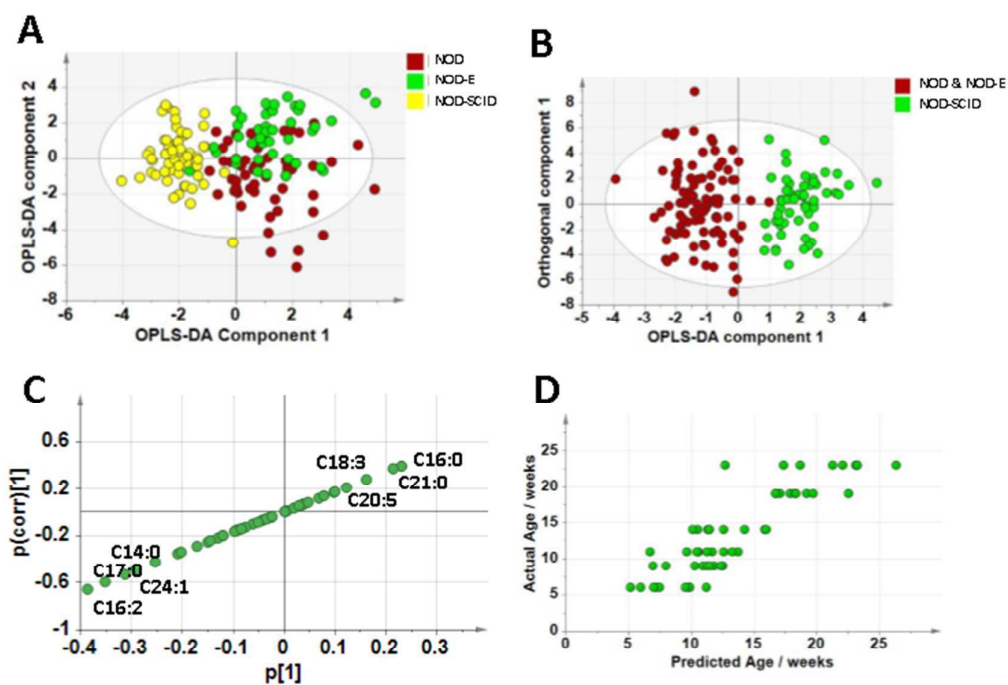 A
OPLS-DA component 2
4
2
0
-2
-4
-6
-8
-6 -4 -2 0 2 4
OPLS-DA Component 1
NOD
NOD-E
NOD-SCID
B
Orthogonal component 1
8
6
4
2
0
-2
-4
-6
-8
-5 -4 -3 -2 -1 0 1 2 3 4
OPLS-DA component 1
NOD & NOD-E
NOD-SCID
C
p(corr)[1]
0.6
0.2
-0.2
-0.6
-1
C18:3
C16:0
C21:0
C20:5
C14:0
C17:0
C24:1
C16:2
-0.4 -0.3 -0.2 -0.1 0 0.1 0.2 0.3
p[1]
D
Actual Age / weeks
25
20
15
10
5
0
0 5 10 15 20 25
Predicted Age / weeks